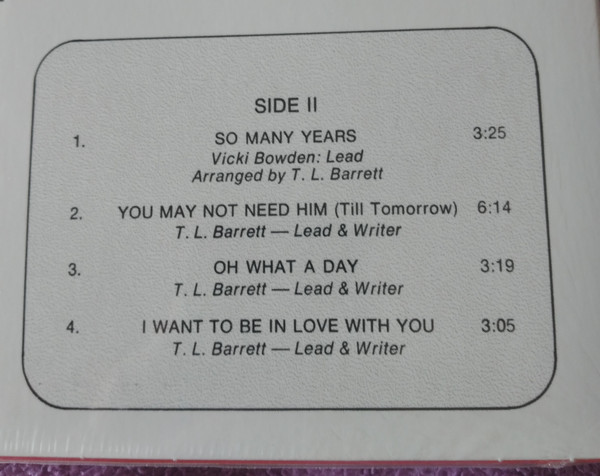 SIDE II
1. SO MANY YEARS 3:25
Vicki Bowden: Lead
Arranged by T. L. Barrett
2. YOU MAY NOT NEED HIM (Till Tomorrow) 6:14
T. L. Barrett — Lead & Writer
3. OH WHAT A DAY 3:19
T. L. Barrett — Lead & Writer
4. I WANT TO BE IN LOVE WITH YOU 3:05
T. L. Barrett — Lead & Writer